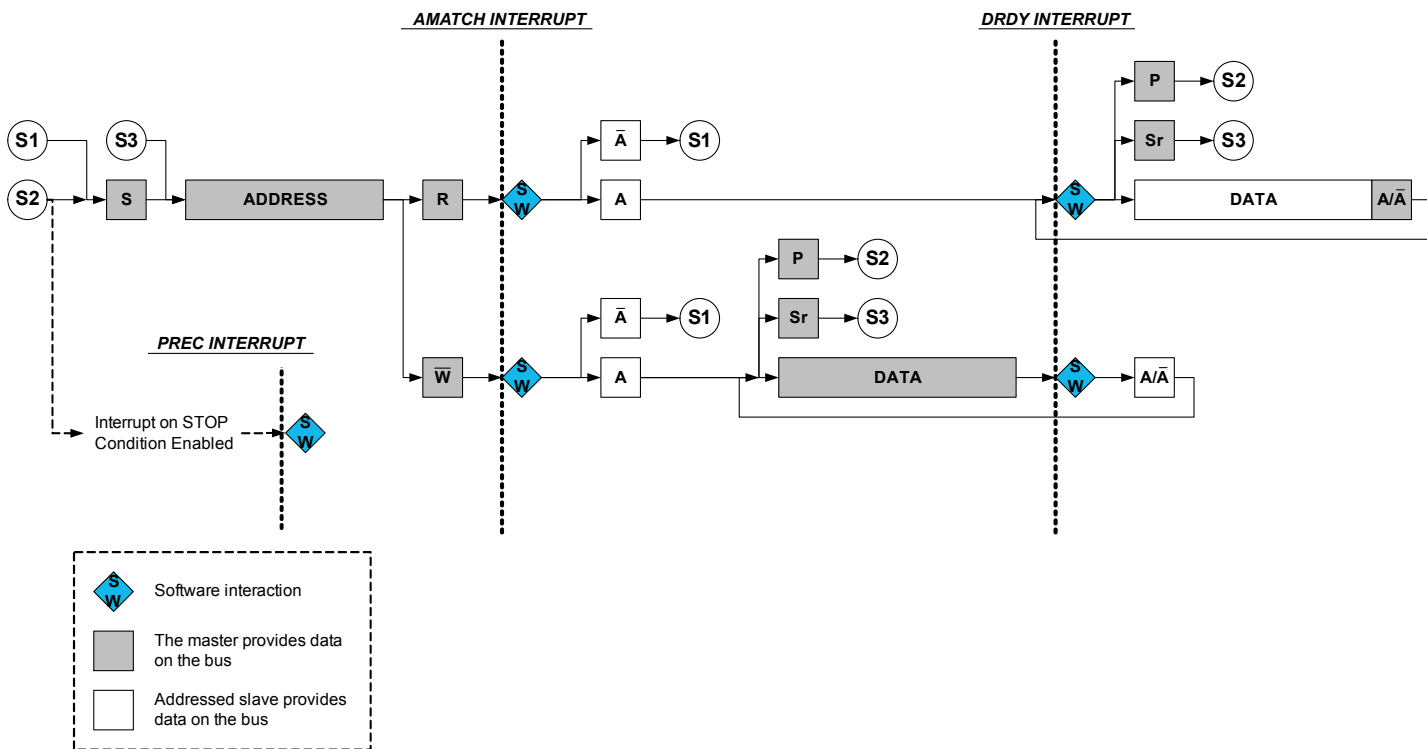 AMATCH INTERRUPT
DRDY INTERRUPT
P
S2
S1
S3
A̅
S1
Sr
S3
S2
S
ADDRESS
R
S
W
A
S
W
DATA
A/A̅
P
S2
A̅
S1
Sr
S3
PREC INTERRUPT
W̅
S
W
A
DATA
S
W
A/A̅
Interrupt on STOP
Condition Enabled
S
W
S
W
Software interaction
The master provides data
on the bus
Addressed slave provides
data on the bus